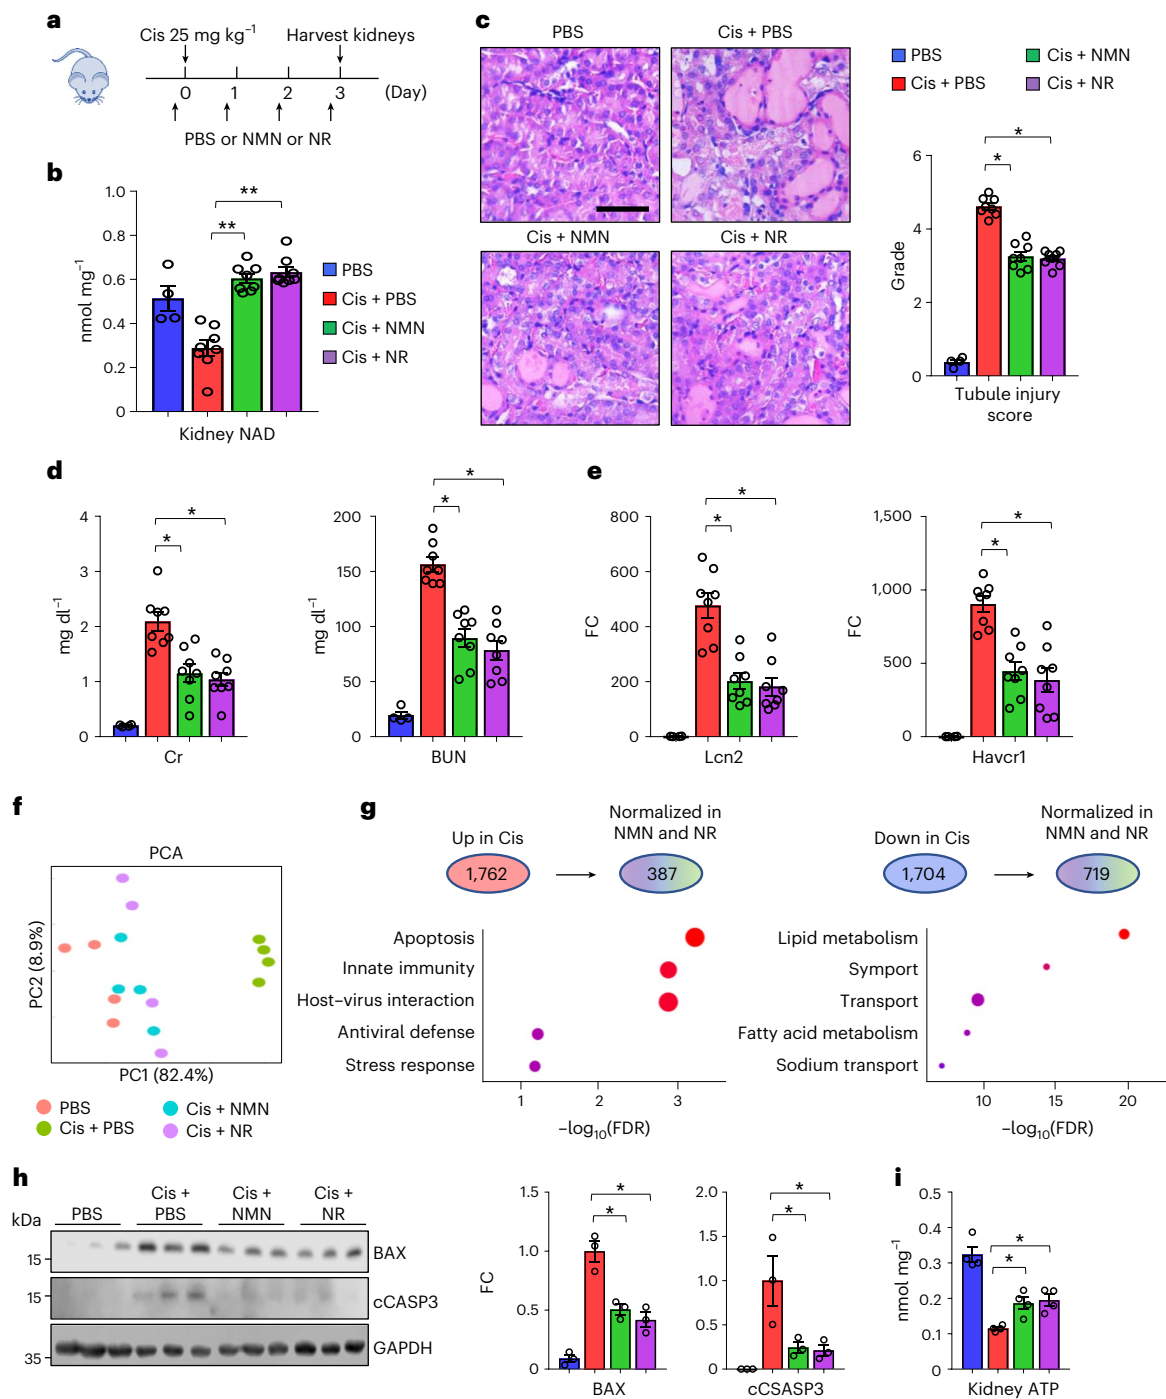 a
Cis 25 mg kg⁻¹
Harvest kidneys
0
1
2
3
(Day)
PBS or NMN or NR
b
nmol mg⁻¹
1.0
0.8
0.6
0.4
0.2
0
**
**
Kidney NAD
PBS
Cis + PBS
Cis + NMN
Cis + NR
c
PBS
Cis + PBS
Cis + NMN
Cis + NR
PBS
Cis + PBS
Cis + NMN
Cis + NR
Grade
6
4
2
0
*
*
Tubule injury
score
d
mg dl⁻¹
4
3
2
1
0
*
*
Cr
mg dl⁻¹
200
150
100
50
0
*
*
BUN
e
FC
800
600
400
200
0
*
*
Lcn2
FC
1,500
1,000
500
0
*
*
Havcr1
f
PCA
PC2 (8.9%)
PC1 (82.4%)
PBS
Cis + PBS
Cis + NMN
Cis + NR
g
Up in Cis
1,762
Normalized in
NMN and NR
387
Apoptosis
Innate immunity
Host–virus interaction
Antiviral defense
Stress response
1
2
3
–log₁₀(FDR)
Down in Cis
1,704
Normalized in
NMN and NR
719
Lipid metabolism
Symport
Transport
Fatty acid metabolism
Sodium transport
10
15
20
–log₁₀(FDR)
h
kDa
PBS
Cis +
PBS
Cis +
NMN
Cis +
NR
15
BAX
15
cCASP3
35
GAPDH
FC
1.5
1.0
0.5
0
*
*
BAX
2.0
1.5
1.0
0.5
0
*
*
cCSASP3
i
nmol mg⁻¹
0.5
0.4
0.3
0.2
0.1
0
*
*
Kidney ATP